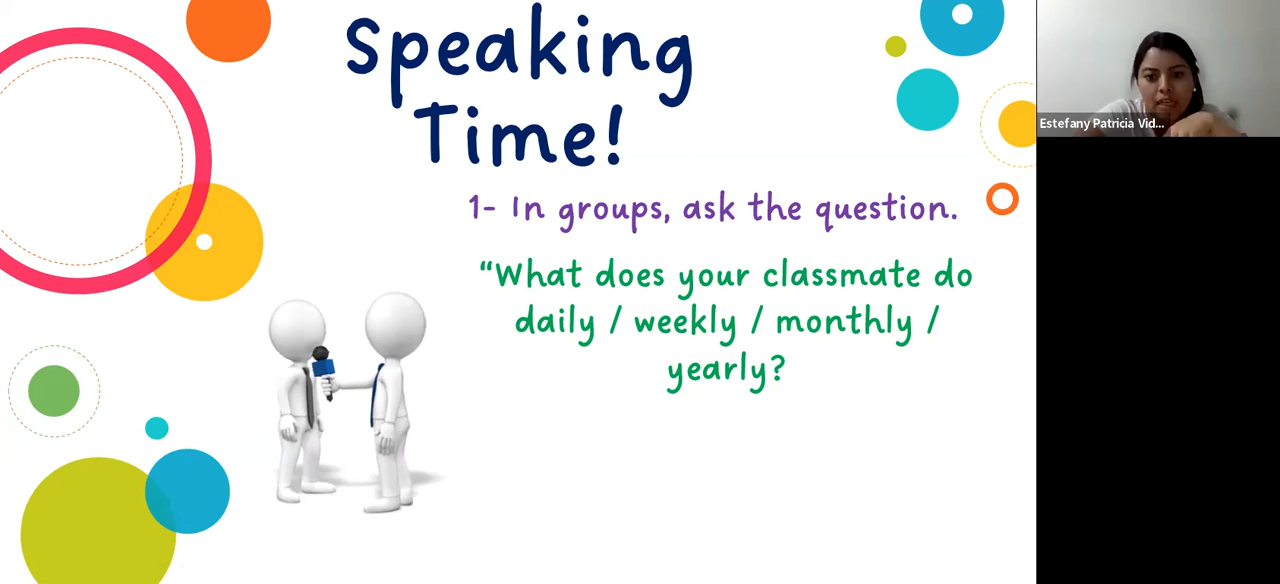 Speaking
Time!
1- In groups, ask the question.
“What does your classmate do
daily / weekly / monthly /
yearly?
Estefany Patricia Vid...